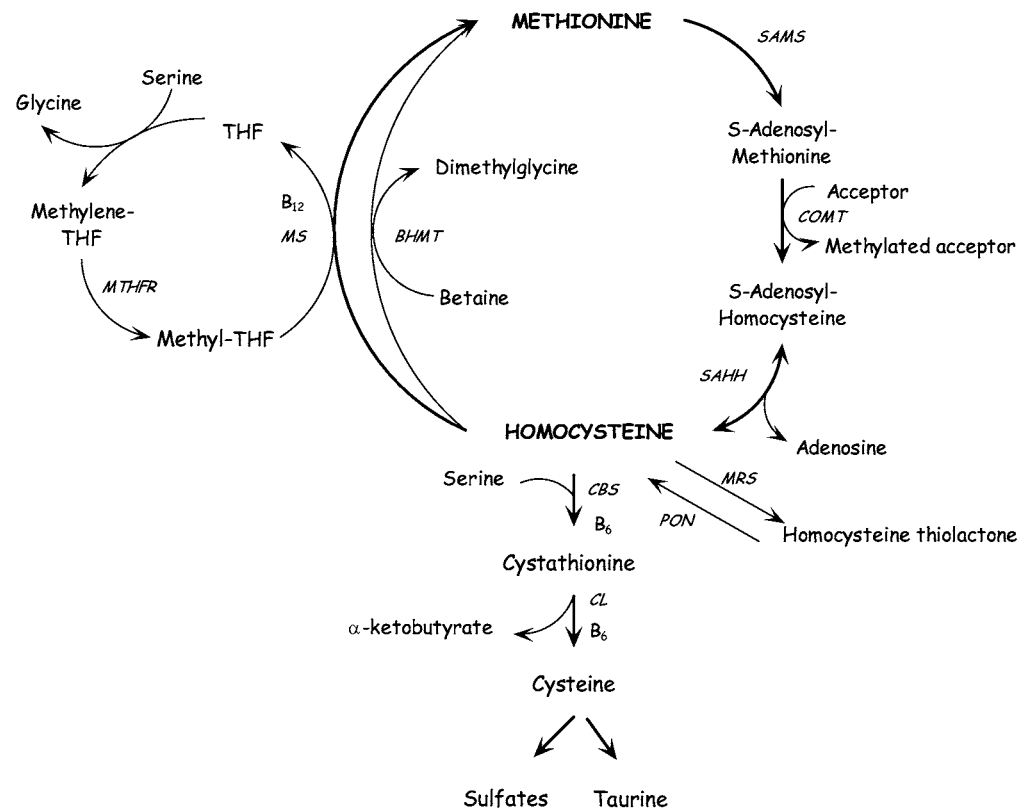 METHIONINE
SAMS
Serine
Glycine
THF
S-Adenosyl-
Methionine
Dimethylglycine
Acceptor
B₁₂
Methylene-
THF
COMT
MS
BHMT
Methylated acceptor
MTHFR
Betaine
S-Adenosyl-
Homocysteine
Methyl-THF
SAHH
HOMOCYSTEINE
Adenosine
Serine
CBS
MRS
B₆
PON
Homocysteine thiolactone
Cystathionine
CL
α-ketobutyrate
B₆
Cysteine
Sulfates
Taurine